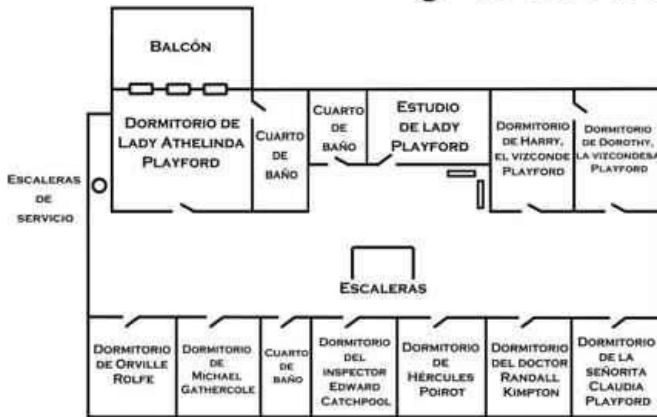 BALCÓN
DORMITORIO DE
LADY ATHELINDA
PLAYFORD
CUARTO
DE
BAÑO
CUARTO
DE
BAÑO
ESTUDIO
DE LADY
PLAYFORD
DORMITORIO
DE HARRY,
EL VIZCONDE
PLAYFORD
DORMITORIO
DE DOROTHY,
LA VIZCONDESA
PLAYFORD
ESCALERAS
DE
SERVICIO
ESCALERAS
DORMITORIO
DE ORVILLE
ROLFE
DORMITORIO
DE
MICHAEL
GATHERCOLE
CUARTO
DE
BAÑO
DORMITORIO
DEL
INSPECTOR
EDWARD
CATCHPOOL
DORMITORIO
DE
HÉRCULES
POIROT
DORMITORIO
DEL DOCTOR
RANDALL
KIMPTON
DORMITORIO
DE LA
SEÑORITA
CLAUDIA
PLAYFORD